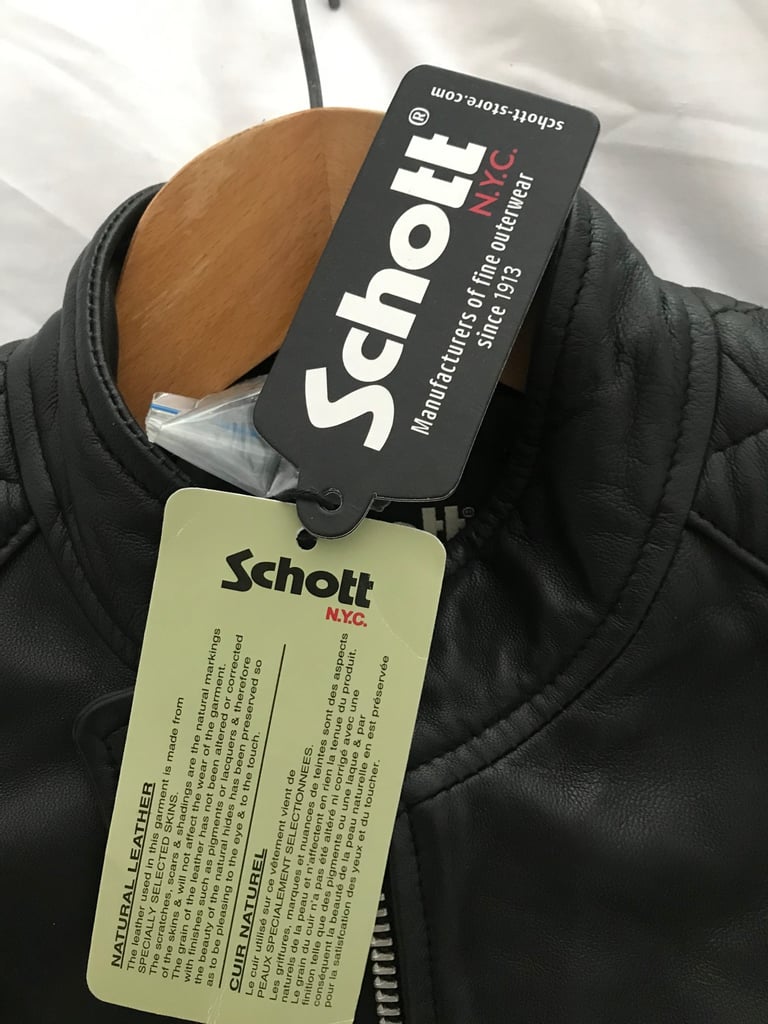 schott-store.com
Schott®
N.Y.C.
Manufacturers of fine outerwear
since 1913
tt®
Schott
N.Y.C.
NATURAL LEATHER
The leather used in this garment is made from
SPECIALLY SELECTED SKINS.
The scratches, scars & shadings are the natural markings
of the skins & will not affect the wear of the garment.
The grain of the leather has not been altered or corrected
with finishes such as pigments or lacquers & therefore
the beauty of the natural hides has been preserved so
as to be pleasing to the eye & to the touch.
CUIR NATUREL
Le cuir utilisé sur ce vêtement vient de
PEAUX SPECIALEMENT SELECTIONNEES.
Les griffures, marques et nuances de teintes sont des aspects
naturels de la peau et n'affectent en rien la tenue du produit.
Le grain du cuir n'a pas été altéré ni corrigé avec une
finition telle que des pigments ou une laque & par
conséquent la beauté de la peau naturelle en est préservée
pour la satisfcation des yeux et du toucher.